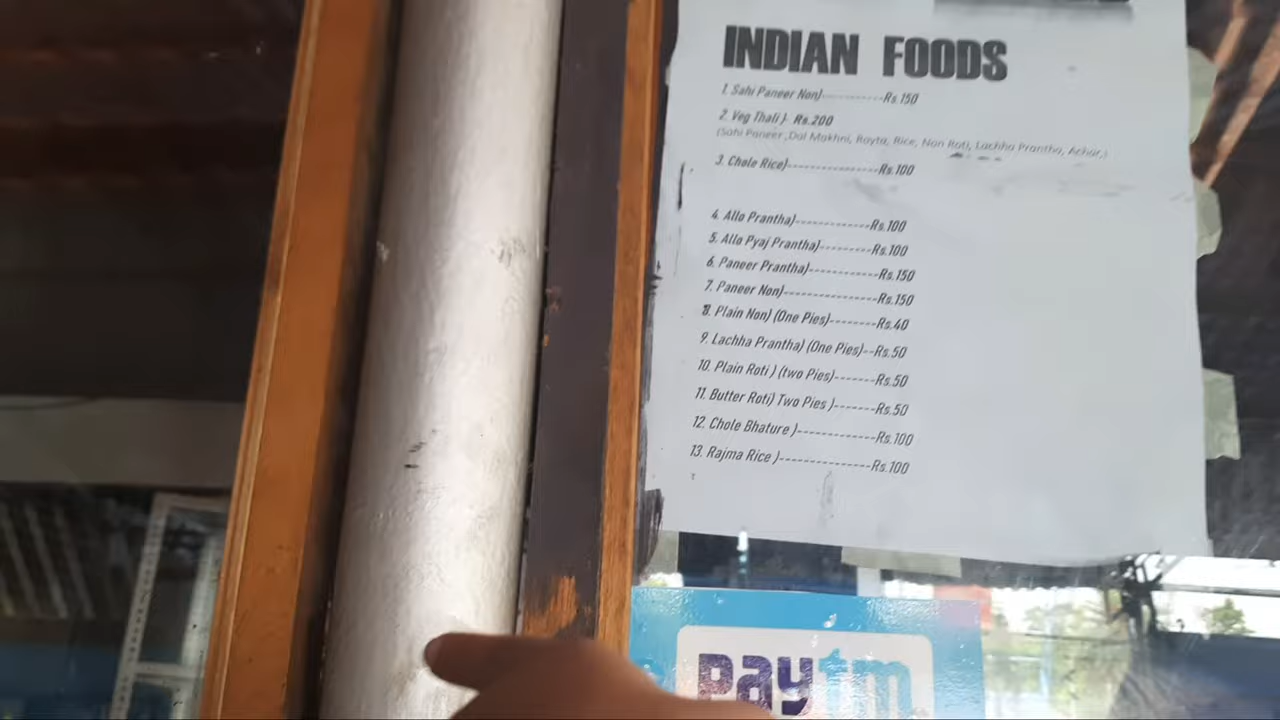 INDIAN FOODS
1. Sahi Paneer Non)-----------Rs.150
2. Veg Thali }- Rs.200
(Sahi Paneer ,Dal Makhni, Rayta, Rice, Nan Roti, Lachha Prantha, Achar,)
3. Chole Rice)----------------Rs.100
4. Allo Prantha)-------------Rs.100
5. Allo Pyaj Prantha)---------Rs.100
6. Paneer Prantha)-----------Rs.150
7. Paneer Non)---------------Rs.150
8. Plain Non) (One Pies)--------Rs.40
9. Lachha Prantha) (One Pies)--Rs.50
10. Plain Roti ) (two Pies)-------Rs.50
11. Butter Roti) Two Pies )-------Rs.50
12. Chole Bhature )-------------Rs.100
13. Rajma Rice )---------------Rs.100
paytm